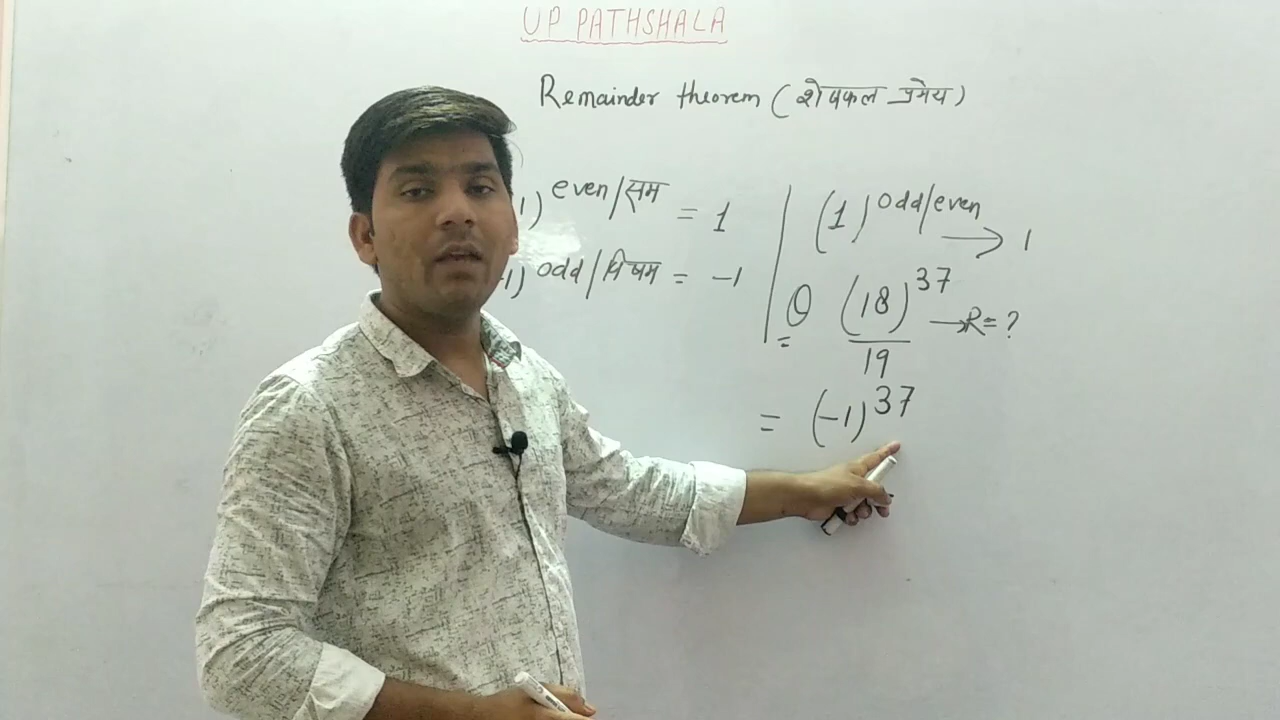 UP PATHSHALA
Remainder theorem (शेषफल प्रमेय)
1) even/सम = 1
-1) odd/विषम = -1
(1) odd/even → 1
Q (18)^37 / 19 → R = ?
= (-1)^37